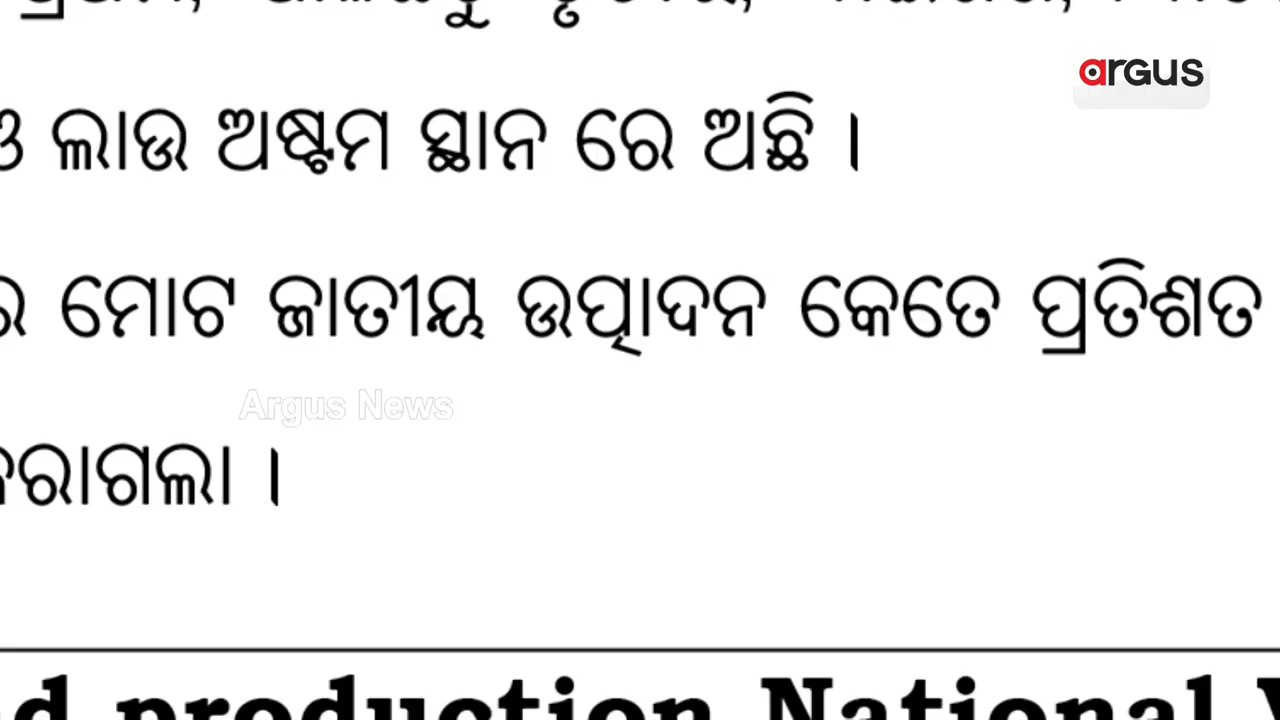 argus
ଓ ଲାଉ ଅଷ୍ଟମ ସ୍ଥାନ ରେ ଅଛି ।
ର ମୋଟ ଜାତୀୟ ଉତ୍ପାଦନ କେତେ ପ୍ରତିଶତ
Argus News
କରାଗଲା ।
production National